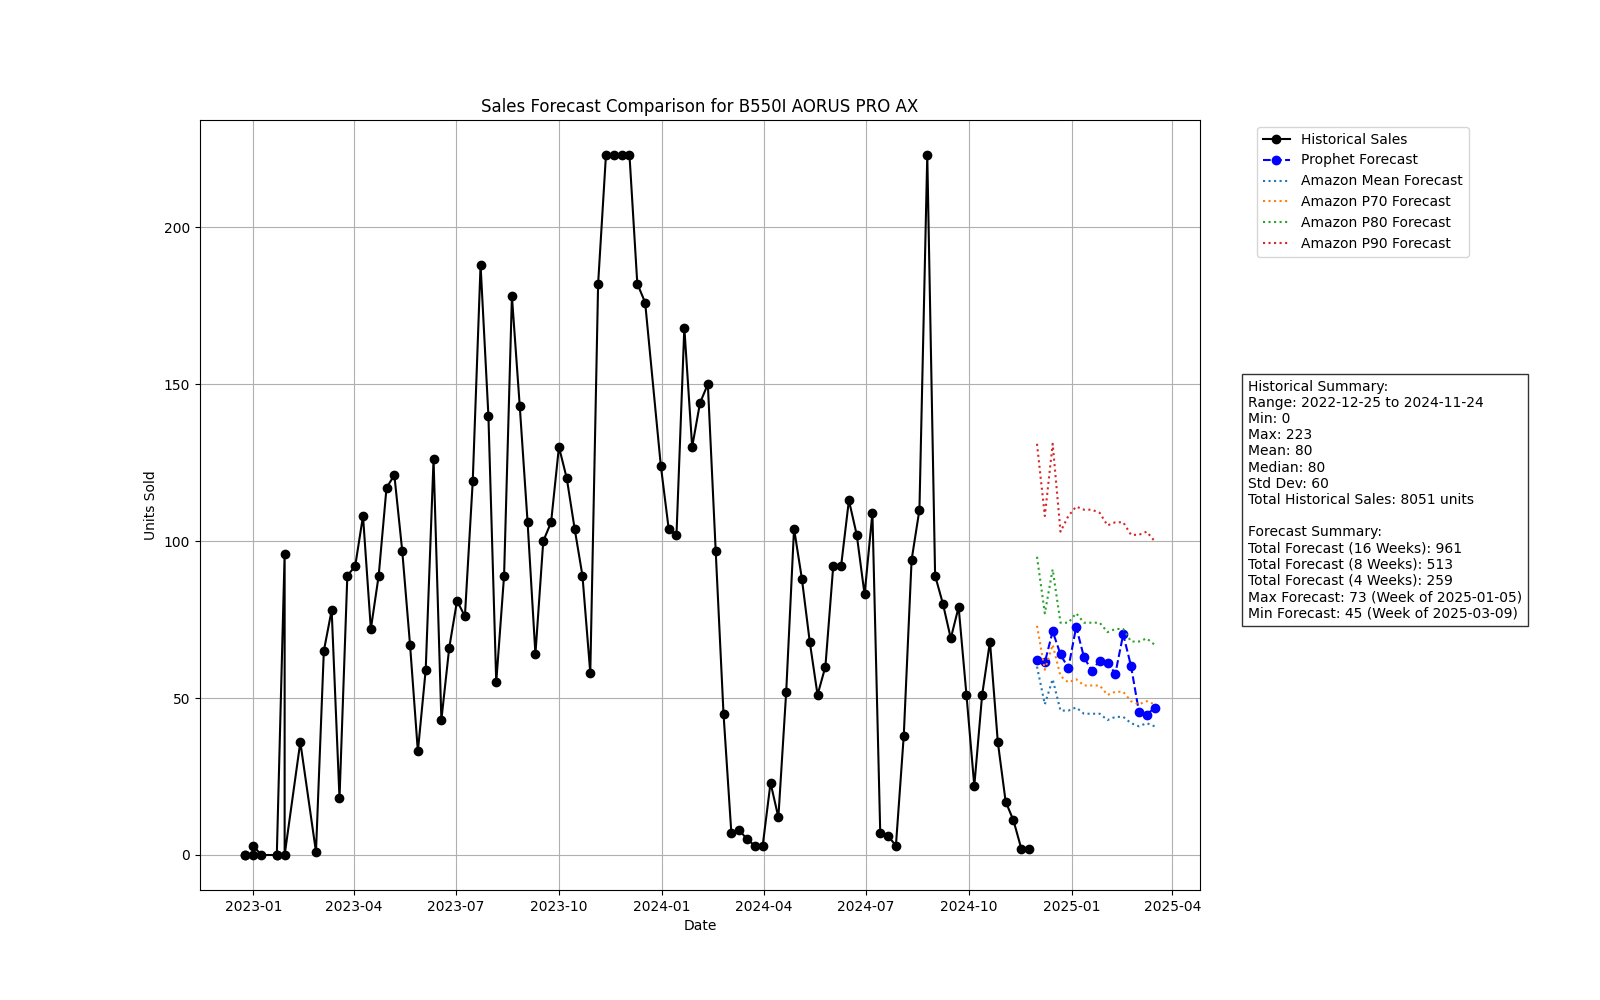 Sales Forecast Comparison for B550I AORUS PRO AX
Historical Sales
Prophet Forecast
Amazon Mean Forecast
Amazon P70 Forecast
Amazon P80 Forecast
Amazon P90 Forecast
200
150
100
50
0
Units Sold
Historical Summary:
Range: 2022-12-25 to 2024-11-24
Min: 0
Max: 223
Mean: 80
Median: 80
Std Dev: 60
Total Historical Sales: 8051 units
Forecast Summary:
Total Forecast (16 Weeks): 961
Total Forecast (8 Weeks): 513
Total Forecast (4 Weeks): 259
Max Forecast: 73 (Week of 2025-01-05)
Min Forecast: 45 (Week of 2025-03-09)
2023-01 2023-04 2023-07 2023-10 2024-01 2024-04 2024-07 2024-10 2025-01 2025-04
Date